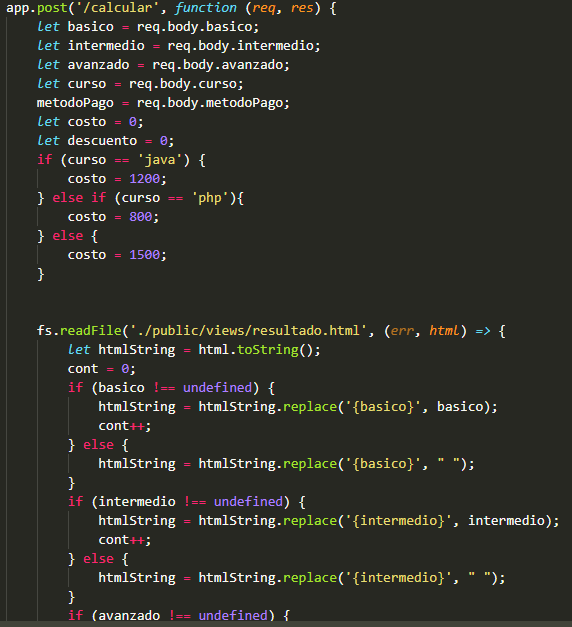 app.post('/calcular', function (req, res) {
let basico = req.body.basico;
let intermedio = req.body.intermedio;
let avanzado = req.body.avanzado;
let curso = req.body.curso;
metodoPago = req.body.metodoPago;
let costo = 0;
let descuento = 0;
if (curso == 'java') {
costo = 1200;
} else if (curso == 'php'){
costo = 800;
} else {
costo = 1500;
}
fs.readFile('./public/views/resultado.html', (err, html) => {
let htmlString = html.toString();
cont = 0;
if (basico !== undefined) {
htmlString = htmlString.replace('{basico}', basico);
cont++;
} else {
htmlString = htmlString.replace('{basico}', " ");
}
if (intermedio !== undefined) {
htmlString = htmlString.replace('{intermedio}', intermedio);
cont++;
} else {
htmlString = htmlString.replace('{intermedio}', " ");
}
if (avanzado !== undefined) {